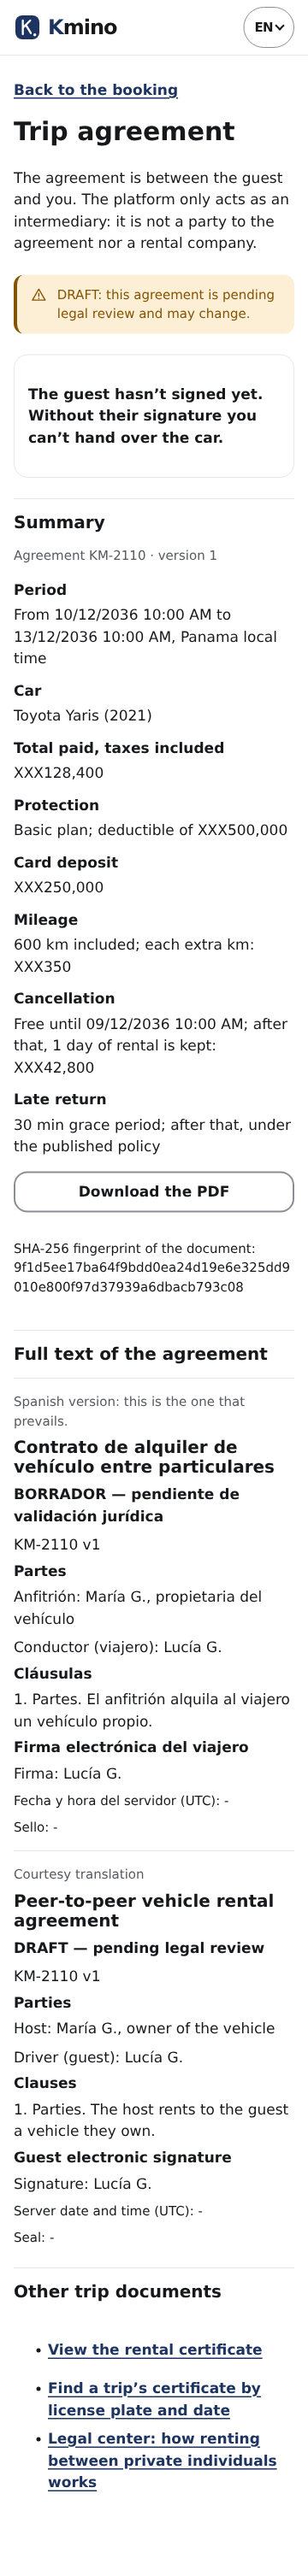 K. Kmino
EN
Back to the booking
Trip agreement
The agreement is between the guest
and you. The platform only acts as an
intermediary: it is not a party to the
agreement nor a rental company.
DRAFT: this agreement is pending
legal review and may change.
The guest hasn’t signed yet.
Without their signature you
can’t hand over the car.
Summary
Agreement KM-2110 · version 1
Period
From 10/12/2036 10:00 AM to
13/12/2036 10:00 AM, Panama local
time
Car
Toyota Yaris (2021)
Total paid, taxes included
XXX128,400
Protection
Basic plan; deductible of XXX500,000
Card deposit
XXX250,000
Mileage
600 km included; each extra km:
XXX350
Cancellation
Free until 09/12/2036 10:00 AM; after
that, 1 day of rental is kept:
XXX42,800
Late return
30 min grace period; after that, under
the published policy
Download the PDF
SHA-256 fingerprint of the document:
9f1d5ee17ba64f9bdd0ea24d19e6e325dd9
010e800f97d37939a6dbacb793c08
Full text of the agreement
Spanish version: this is the one that
prevails.
Contrato de alquiler de
vehículo entre particulares
BORRADOR — pendiente de
validación jurídica
KM-2110 v1
Partes
Anfitrión: María G., propietaria del
vehículo
Conductor (viajero): Lucía G.
Cláusulas
1. Partes. El anfitrión alquila al viajero
un vehículo propio.
Firma electrónica del viajero
Firma: Lucía G.
Fecha y hora del servidor (UTC): -
Sello: -
Courtesy translation
Peer-to-peer vehicle rental
agreement
DRAFT — pending legal review
KM-2110 v1
Parties
Host: María G., owner of the vehicle
Driver (guest): Lucía G.
Clauses
1. Parties. The host rents to the guest
a vehicle they own.
Guest electronic signature
Signature: Lucía G.
Server date and time (UTC): -
Seal: -
Other trip documents
• View the rental certificate
• Find a trip’s certificate by
license plate and date
• Legal center: how renting
between private individuals
works